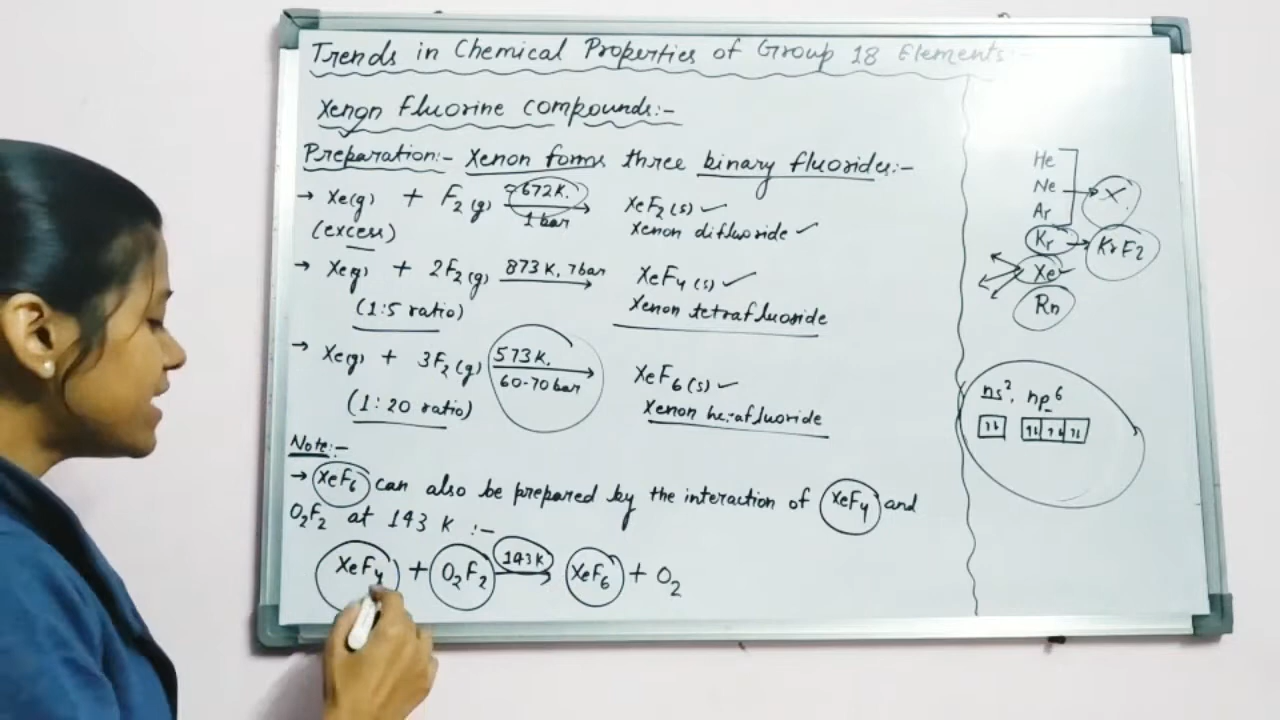 Trends in Chemical Properties of Group 18 Elements:-
Xenon Fluorine compounds:-
Preparation:- Xenon forms three binary fluorides:-
→ Xe(g) + F2(g) 672K, 1 bar → XeF2(s) ✓
(excess) Xenon difluoride ✓
→ Xe(g) + 2F2(g) 873 K, 7bar → XeF4(s) ✓
(1:5 ratio) Xenon tetrafluoride
→ Xe(g) + 3F2(g) 573K, 60-70 bar → XeF6(s) ✓
(1:20 ratio) Xenon hexafluoride
Note:-
→ XeF6 can also be prepared by the interaction of XeF4 and
O2F2 at 143 K :-
XeF4 + O2F2 143K → XeF6 + O2
He
Ne → X
Ar
Kr → KrF2
Xe
Rn
ns², np⁶
↑↓ ↑↓ ↑↓ ↑↓